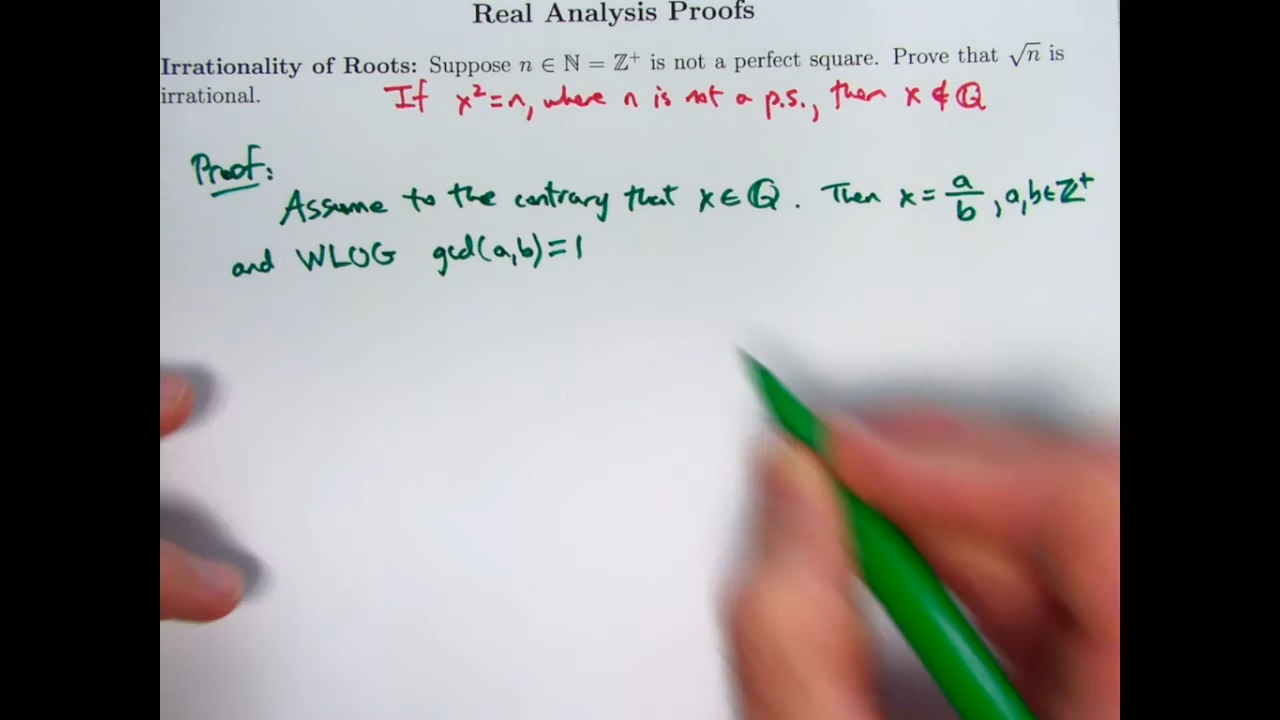 Real Analysis Proofs
Irrationality of Roots: Suppose n ∈ ℕ = ℤ⁺ is not a perfect square. Prove that √n is
irrational.
If x² = n, where n is not a p.s., then x ∉ ℚ
Proof:
Assume to the contrary that x ∈ ℚ. Then x = a/b, a,b ∈ ℤ⁺
and WLOG gcd(a,b) = 1